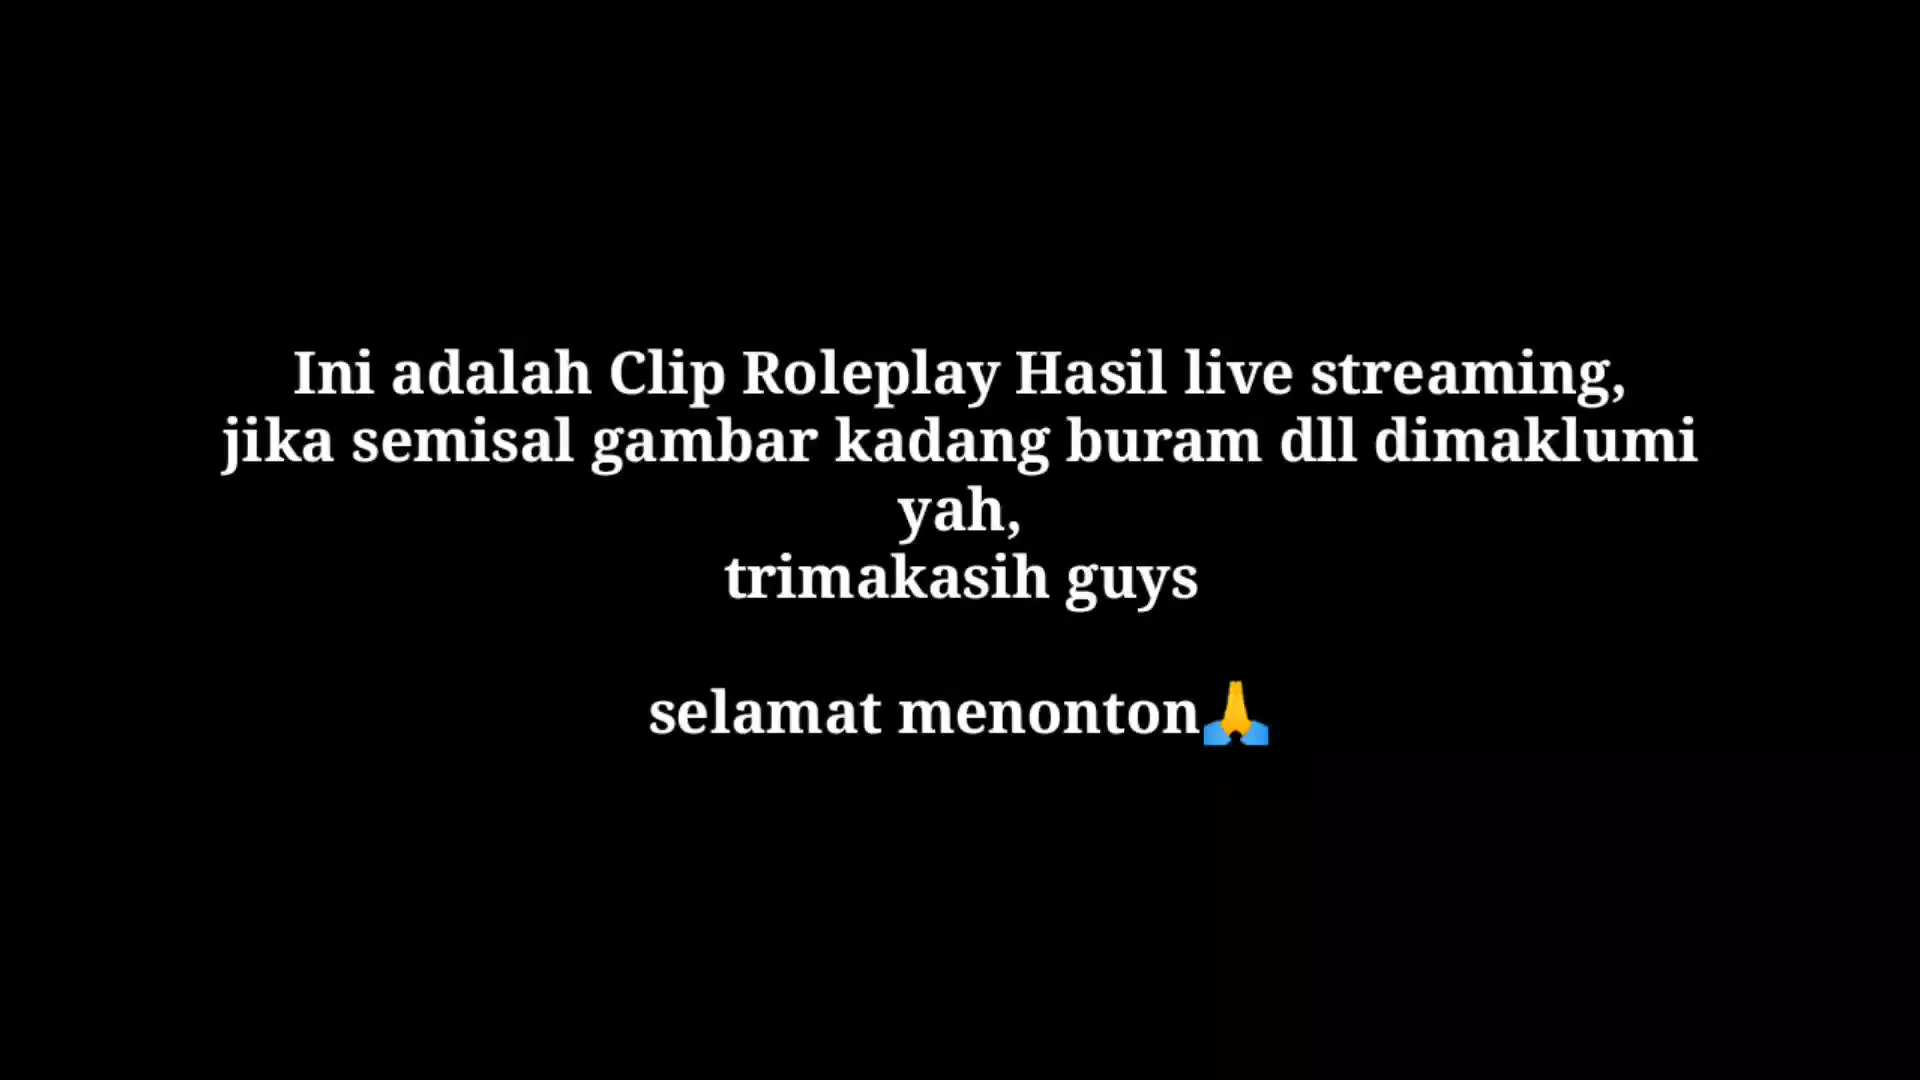 Ini adalah Clip Roleplay Hasil live streaming,
jika semisal gambar kadang buram dll dimaklumi
yah,
trimakasih guys
selamat menonton🙏